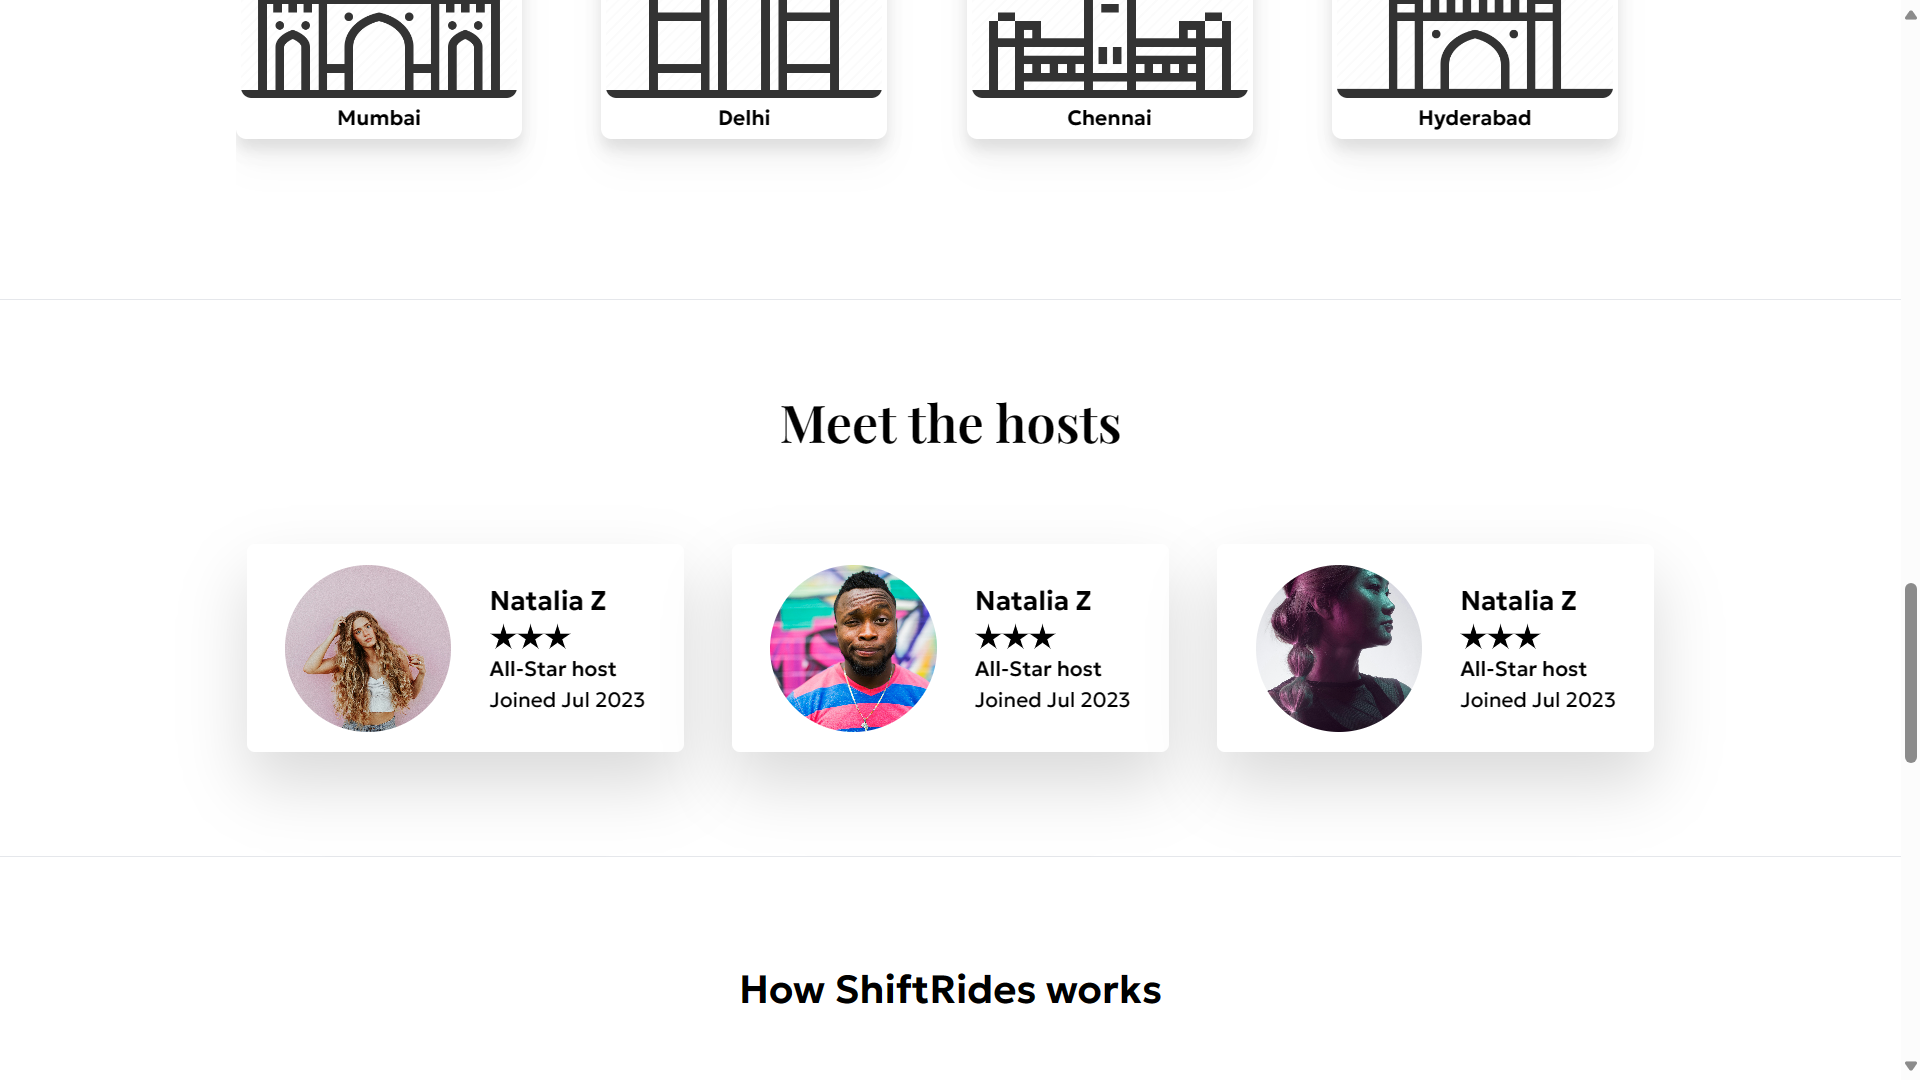 Mumbai
Delhi
Chennai
Hyderabad
Meet the hosts
Natalia Z
★★★
All-Star host
Joined Jul 2023
Natalia Z
★★★
All-Star host
Joined Jul 2023
Natalia Z
★★★
All-Star host
Joined Jul 2023
How ShiftRides works